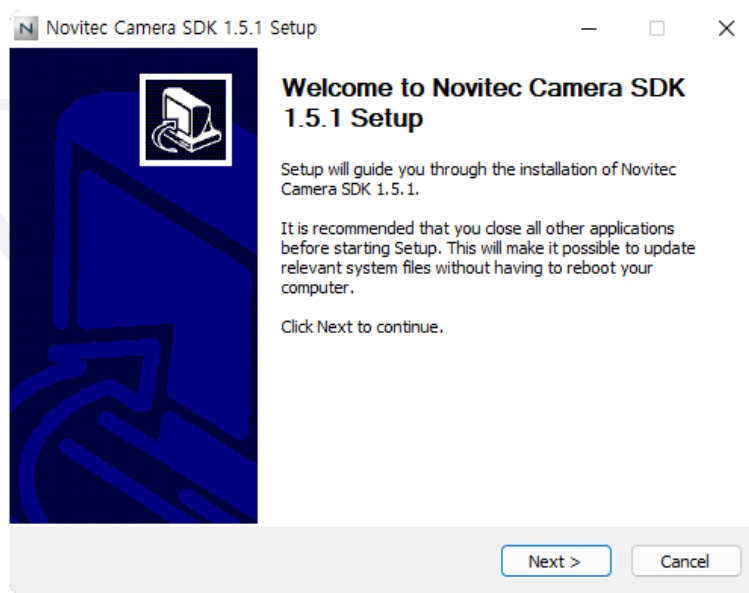 N Novitec Camera SDK 1.5.1 Setup
Welcome to Novitec Camera SDK
1.5.1 Setup
Setup will guide you through the installation of Novitec
Camera SDK 1.5.1.
It is recommended that you close all other applications
before starting Setup. This will make it possible to update
relevant system files without having to reboot your
computer.
Click Next to continue.
Next >
Cancel